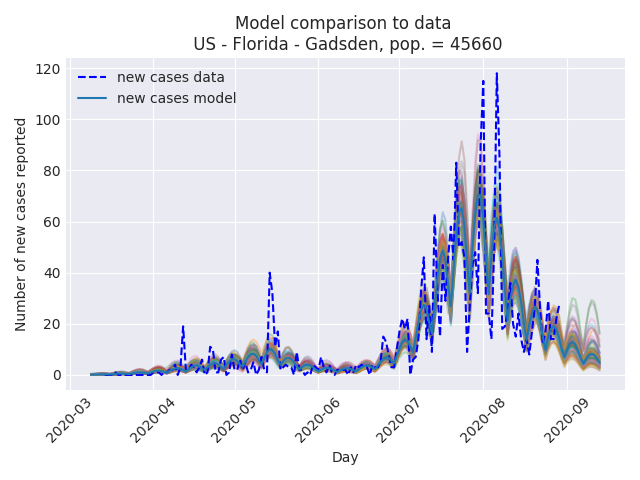 Model comparison to data
US - Florida - Gadsden, pop. = 45660
new cases data
new cases model
Number of new cases reported
120
100
80
60
40
20
0
2020-03
2020-04
2020-05
2020-06
2020-07
2020-08
2020-09
Day